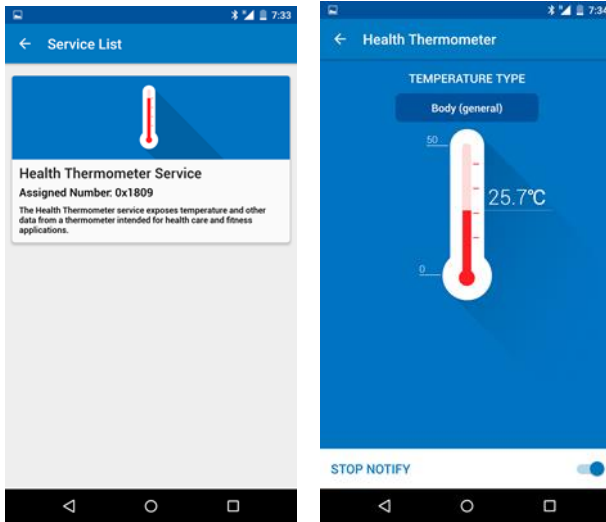 7:33
Service List
Health Thermometer Service
Assigned Number: 0x1809
The Health Thermometer service exposes temperature and other
data from a thermometer intended for health care and fitness
applications.
7:34
Health Thermometer
TEMPERATURE TYPE
Body (general)
50
25.7°C
0
STOP NOTIFY